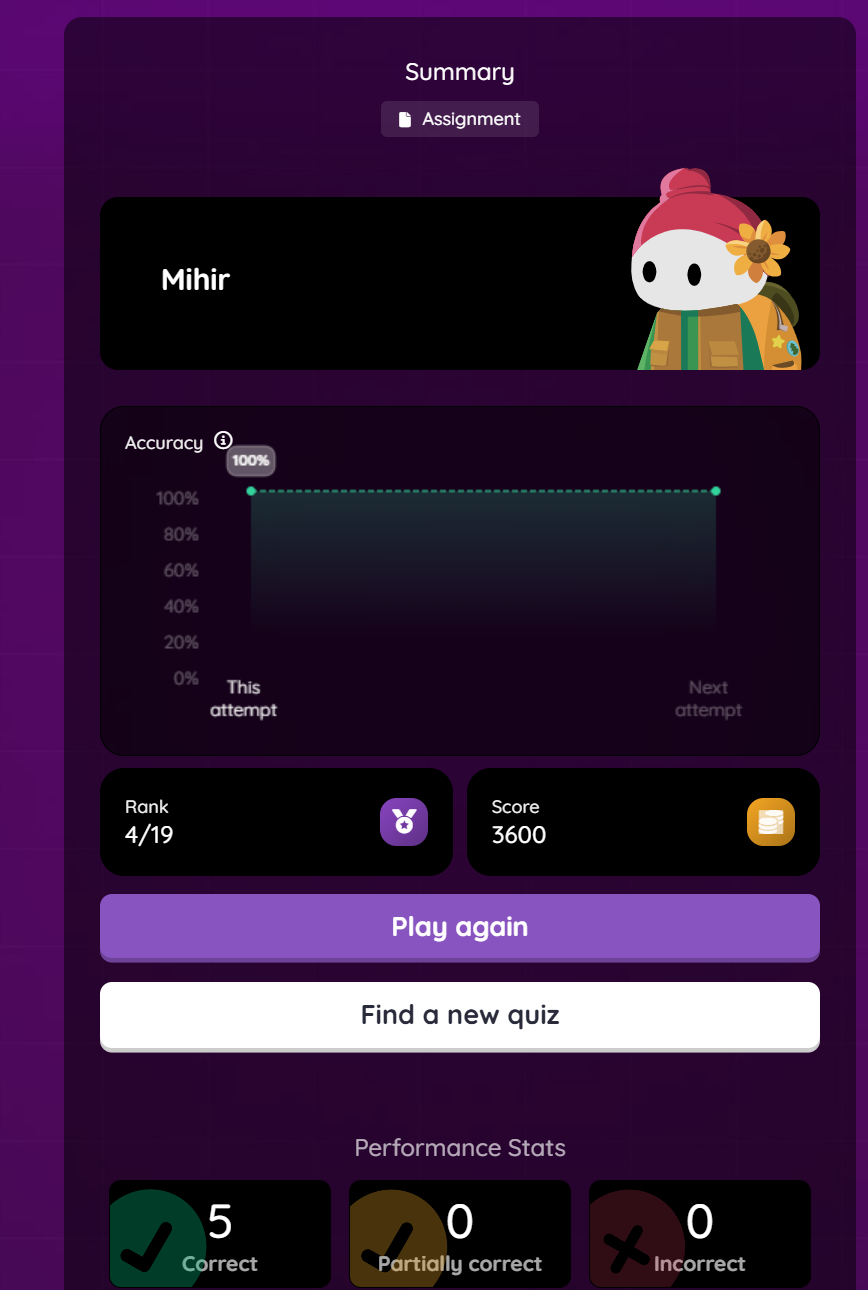 Summary
Assignment
Mihir
Accuracy
100%
100%
80%
60%
40%
20%
0%
This
attempt
Next
attempt
Rank
4/19
Score
3600
Play again
Find a new quiz
Performance Stats
5
Correct
0
Partially correct
0
Incorrect